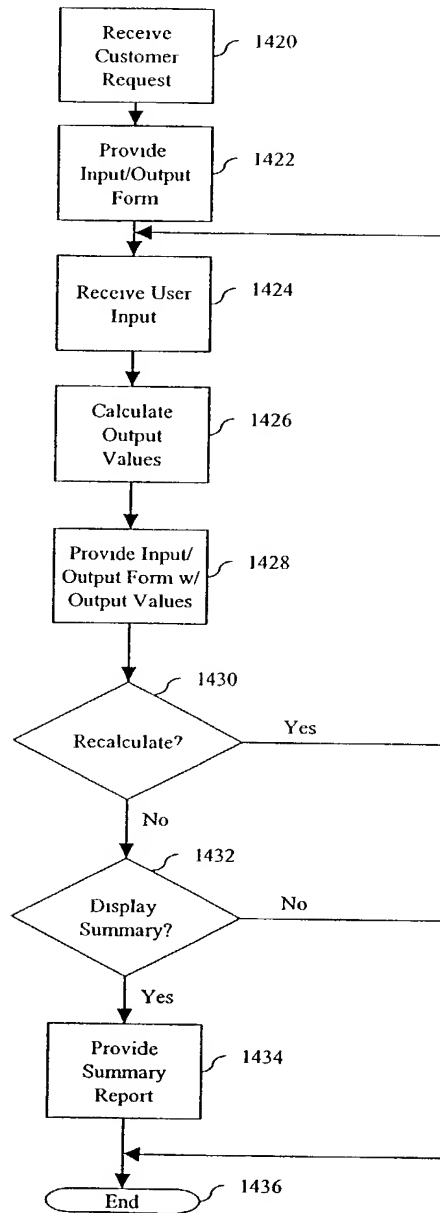 Receive
Customer
Request
1420
Provide
Input/Output
Form
1422
Receive User
Input
1424
Calculate
Output
Values
1426
Provide Input/
Output Form w/
Output Values
1428
1430
Recalculate?
Yes
No
1432
Display
Summary?
No
Yes
Provide
Summary
Report
1434
End
1436